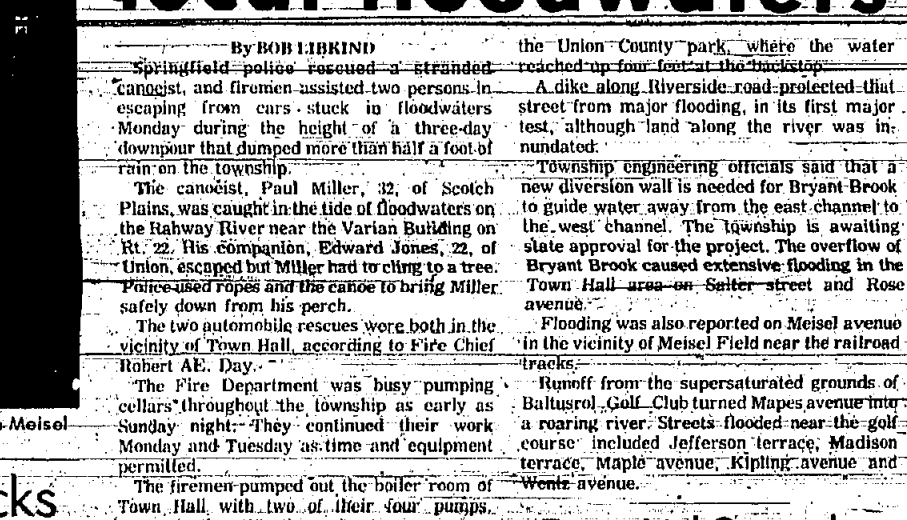 local floodwaters
Meisel
cks
By BOB LIBKIND
Springfield police rescued a stranded
canoeist, and firemen assisted two persons in
escaping from cars stuck in floodwaters
Monday during the height of a three-day
downpour that dumped more than half a foot of
rain on the township.
The canoeist, Paul Miller, 32, of Scotch
Plains, was caught in the tide of floodwaters on
the Rahway River near the Varian Building on
Rt. 22. His companion, Edward Jones, 22, of
Union, escaped but Miller had to cling to a tree.
Police used ropes and the canoe to bring Miller
safely down from his perch.
The two automobile rescues were both in the
vicinity of Town Hall, according to Fire Chief
Robert AE. Day.
The Fire Department was busy pumping
cellars throughout the township as early as
Sunday night. They continued their work
Monday and Tuesday as time and equipment
permitted.
The firemen pumped out the boiler room of
Town Hall with two of their four pumps,
the Union County park, where the water
reached up four feet at the backstop.
A dike along Riverside road protected that
street from major flooding, in its first major
test, although land along the river was in-
nundated.
Township engineering officials said that a
new diversion wall is needed for Bryant Brook
to guide water away from the east channel to
the west channel. The township is awaiting
state approval for the project. The overflow of
Bryant Brook caused extensive flooding in the
Town Hall area on Salter street and Rose
avenue.
Flooding was also reported on Meisel avenue
in the vicinity of Meisel Field near the railroad
tracks.
Runoff from the supersaturated grounds of
Baltusrol Golf Club turned Mapes avenue into
a roaring river. Streets flooded near the golf
course included Jefferson terrace, Madison
terrace, Maple avenue, Kipling avenue and
Wentz avenue.